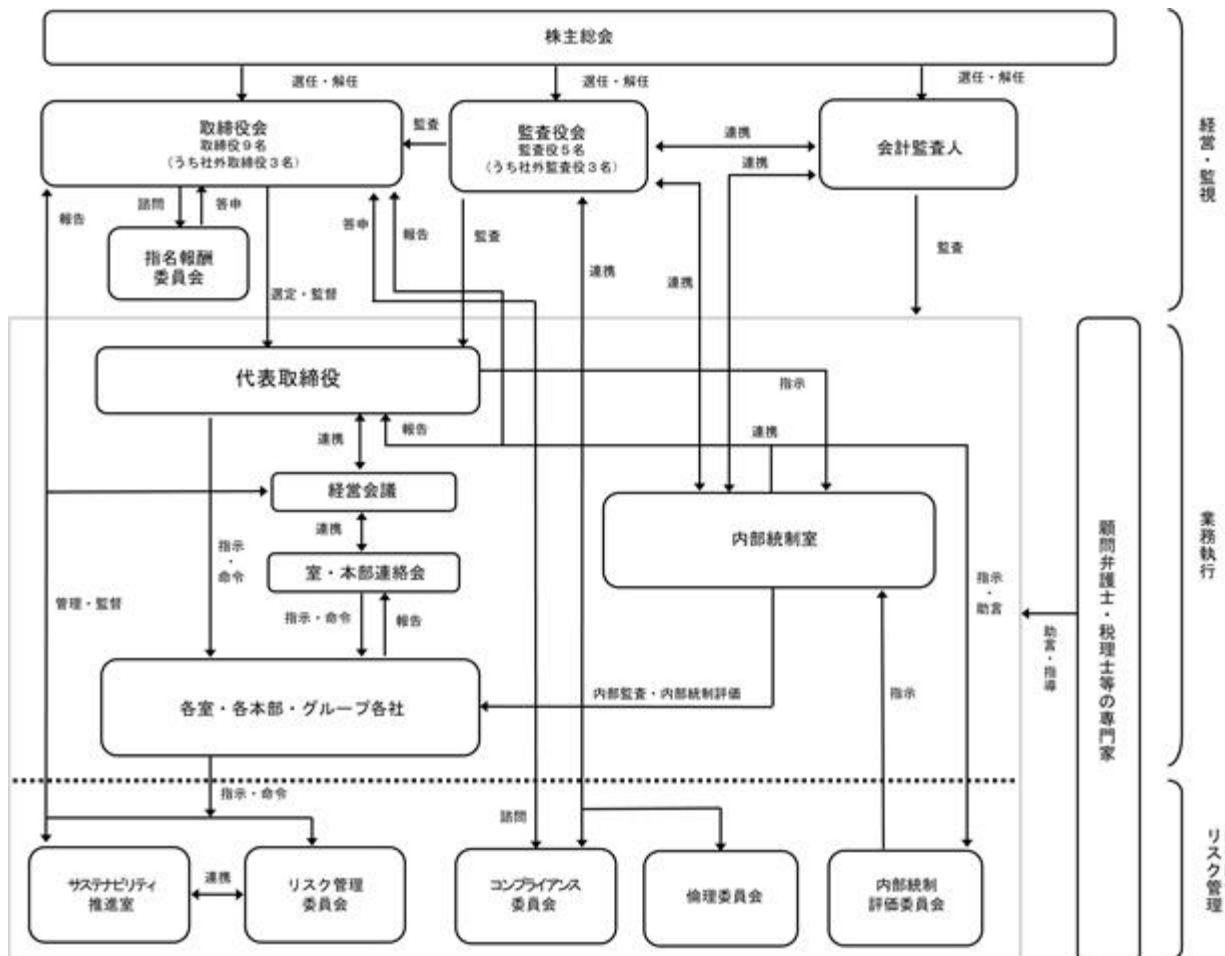 株主総会
選任・解任
選任・解任
選任・解任
取締役会
取締役9名
(うち社外取締役3名)
監査
監査役会
監査役5名
(うち社外監査役3名)
連携
連携
会計監査人
経営・監視
報告
諮問
答申
指名報酬
委員会
選定・監督
答申
報告
監査
連携
連携
監査
代表取締役
指示
連携
報告
連携
経営会議
連携
室・本部連絡会
指示
・
命令
指示・命令
報告
管理・監督
内部統制室
指示
・
助言
助言・指導
顧問弁護士・税理士等の専門家
業務執行
各室・各本部・グループ各社
内部監査・内部統制評価
指示
指示・命令
諮問
サステナビリティ
推進室
連携
リスク管理
委員会
コンプライアンス
委員会
倫理委員会
内部統制
評価委員会
リスク管理